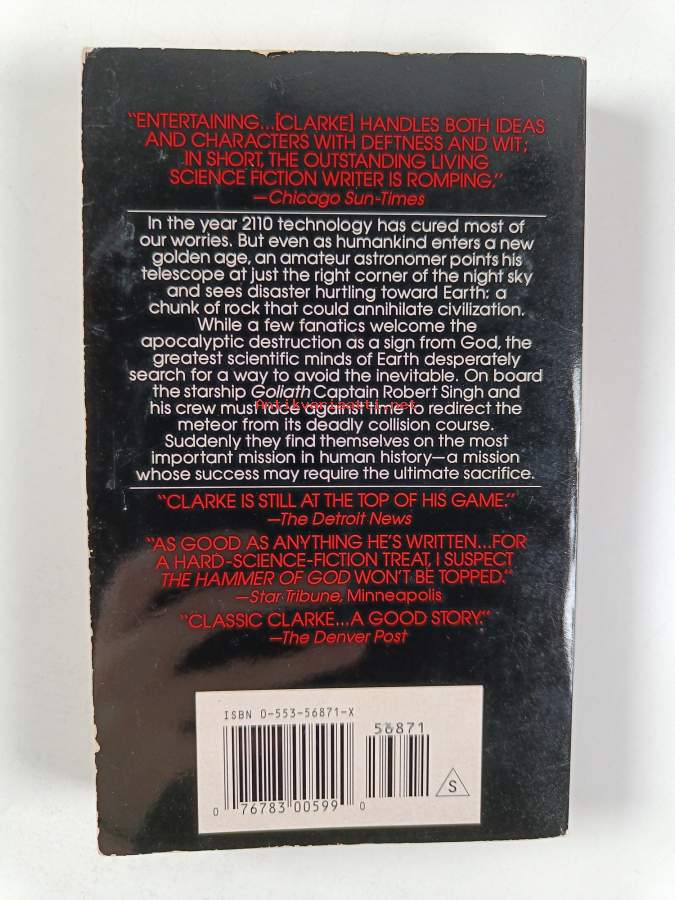 "ENTERTAINING...[CLARKE] HANDLES BOTH IDEAS
AND CHARACTERS WITH DEFTNESS AND WIT;
IN SHORT, THE OUTSTANDING LIVING
SCIENCE FICTION WRITER IS ROMPING."
—Chicago Sun-Times
In the year 2110 technology has cured most of
our worries. But even as humankind enters a new
golden age, an amateur astronomer points his
telescope at just the right corner of the night sky
and sees disaster hurtling toward Earth: a
chunk of rock that could annihilate civilization.
While a few fanatics welcome the
apocalyptic destruction as a sign from God, the
greatest scientific minds of Earth desperately
search for a way to avoid the inevitable. On board
the starship Goliath Captain Robert Singh and
his crew must race against time to redirect the
Antikvariaatti.net
meteor from its deadly collision course.
Suddenly they find themselves on the most
important mission in human history—a mission
whose success may require the ultimate sacrifice.
"CLARKE IS STILL AT THE TOP OF HIS GAME."
—The Detroit News
"AS GOOD AS ANYTHING HE'S WRITTEN...FOR
A HARD-SCIENCE-FICTION TREAT, I SUSPECT
THE HAMMER OF GOD WON'T BE TOPPED."
—Star Tribune, Minneapolis
"CLASSIC CLARKE...A GOOD STORY."
—The Denver Post
ISBN 0-553-56871-X
56871
0 76783 00599 0
S